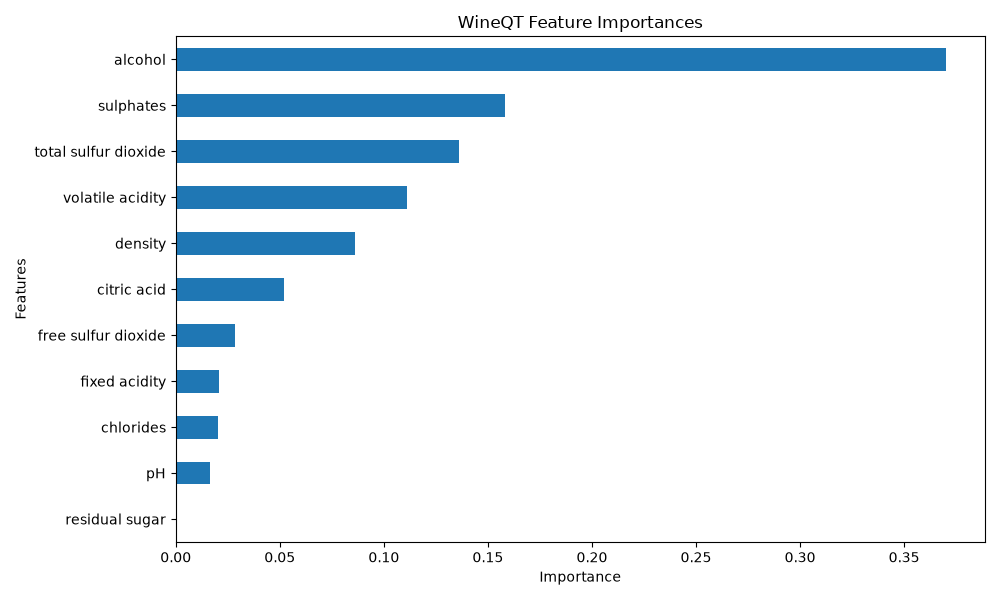 WineQT Feature Importances
Features
alcohol
sulphates
total sulfur dioxide
volatile acidity
density
citric acid
free sulfur dioxide
fixed acidity
chlorides
pH
residual sugar
0.00 0.05 0.10 0.15 0.20 0.25 0.30 0.35
Importance